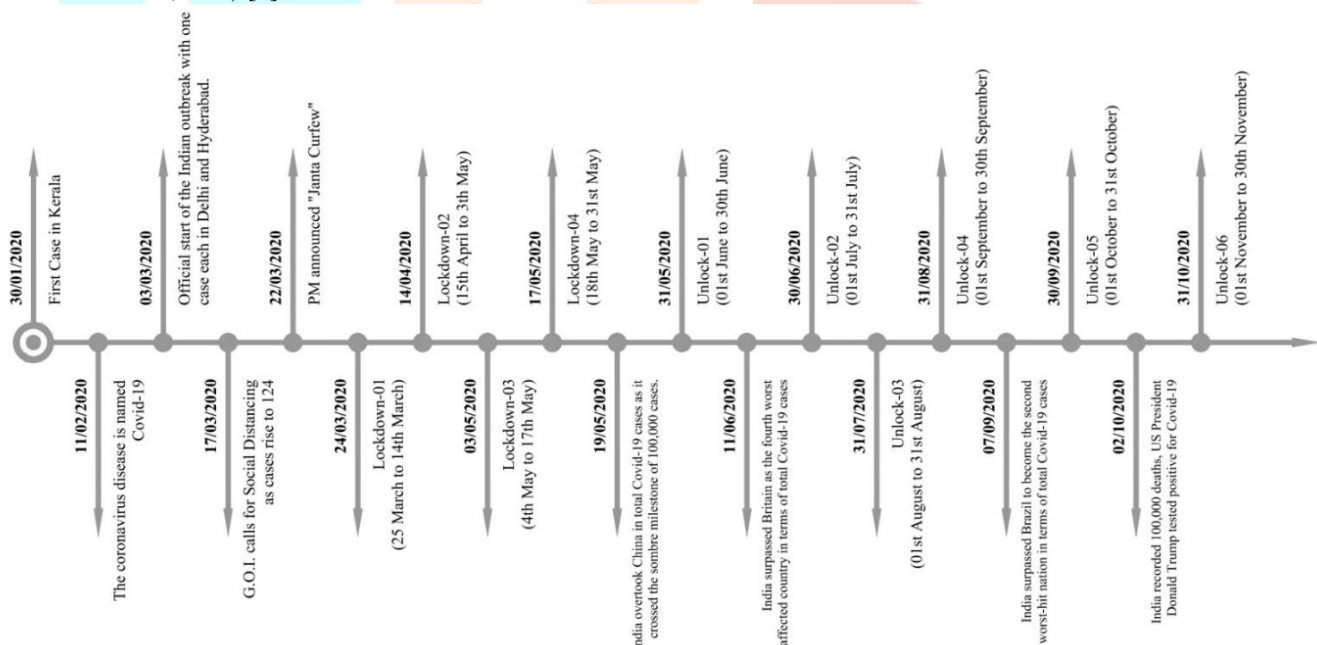 30/01/2020
First Case in Kerala
11/02/2020
The coronavirus disease is named
Covid-19
03/03/2020
Official start of the Indian outbreak with one
case each in Delhi and Hyderabad.
17/03/2020
G.O.I. calls for Social Distancing
as cases rise to 124
22/03/2020
PM announced "Janta Curfew"
24/03/2020
Lockdown-01
(25 March to 14th March)
14/04/2020
Lockdown-02
(15th April to 3th May)
03/05/2020
Lockdown-03
(4th May to 17th May)
17/05/2020
Lockdown-04
(18th May to 31st May)
19/05/2020
ndia overtook China in total Covid-19 cases as it
crossed the sombre milestone of 100,000 cases.
31/05/2020
Unlock-01
(01st June to 30th June)
11/06/2020
India surpassed Britain as the fourth worst
affected country in terms of total Covid-19 cases
30/06/2020
Unlock-02
(01st July to 31st July)
31/07/2020
Unlock-03
(01st August to 31st August)
31/08/2020
Unlock-04
(01st September to 30th September)
07/09/2020
India surpassed Brazil to become the second
worst-hit nation in terms of total Covid-19 cases
30/09/2020
Unlock-05
(01st October to 31st October)
02/10/2020
India recorded 100,000 deaths, US President
Donald Trump tested positive for Covid-19
31/10/2020
Unlock-06
(01st November to 30th November)